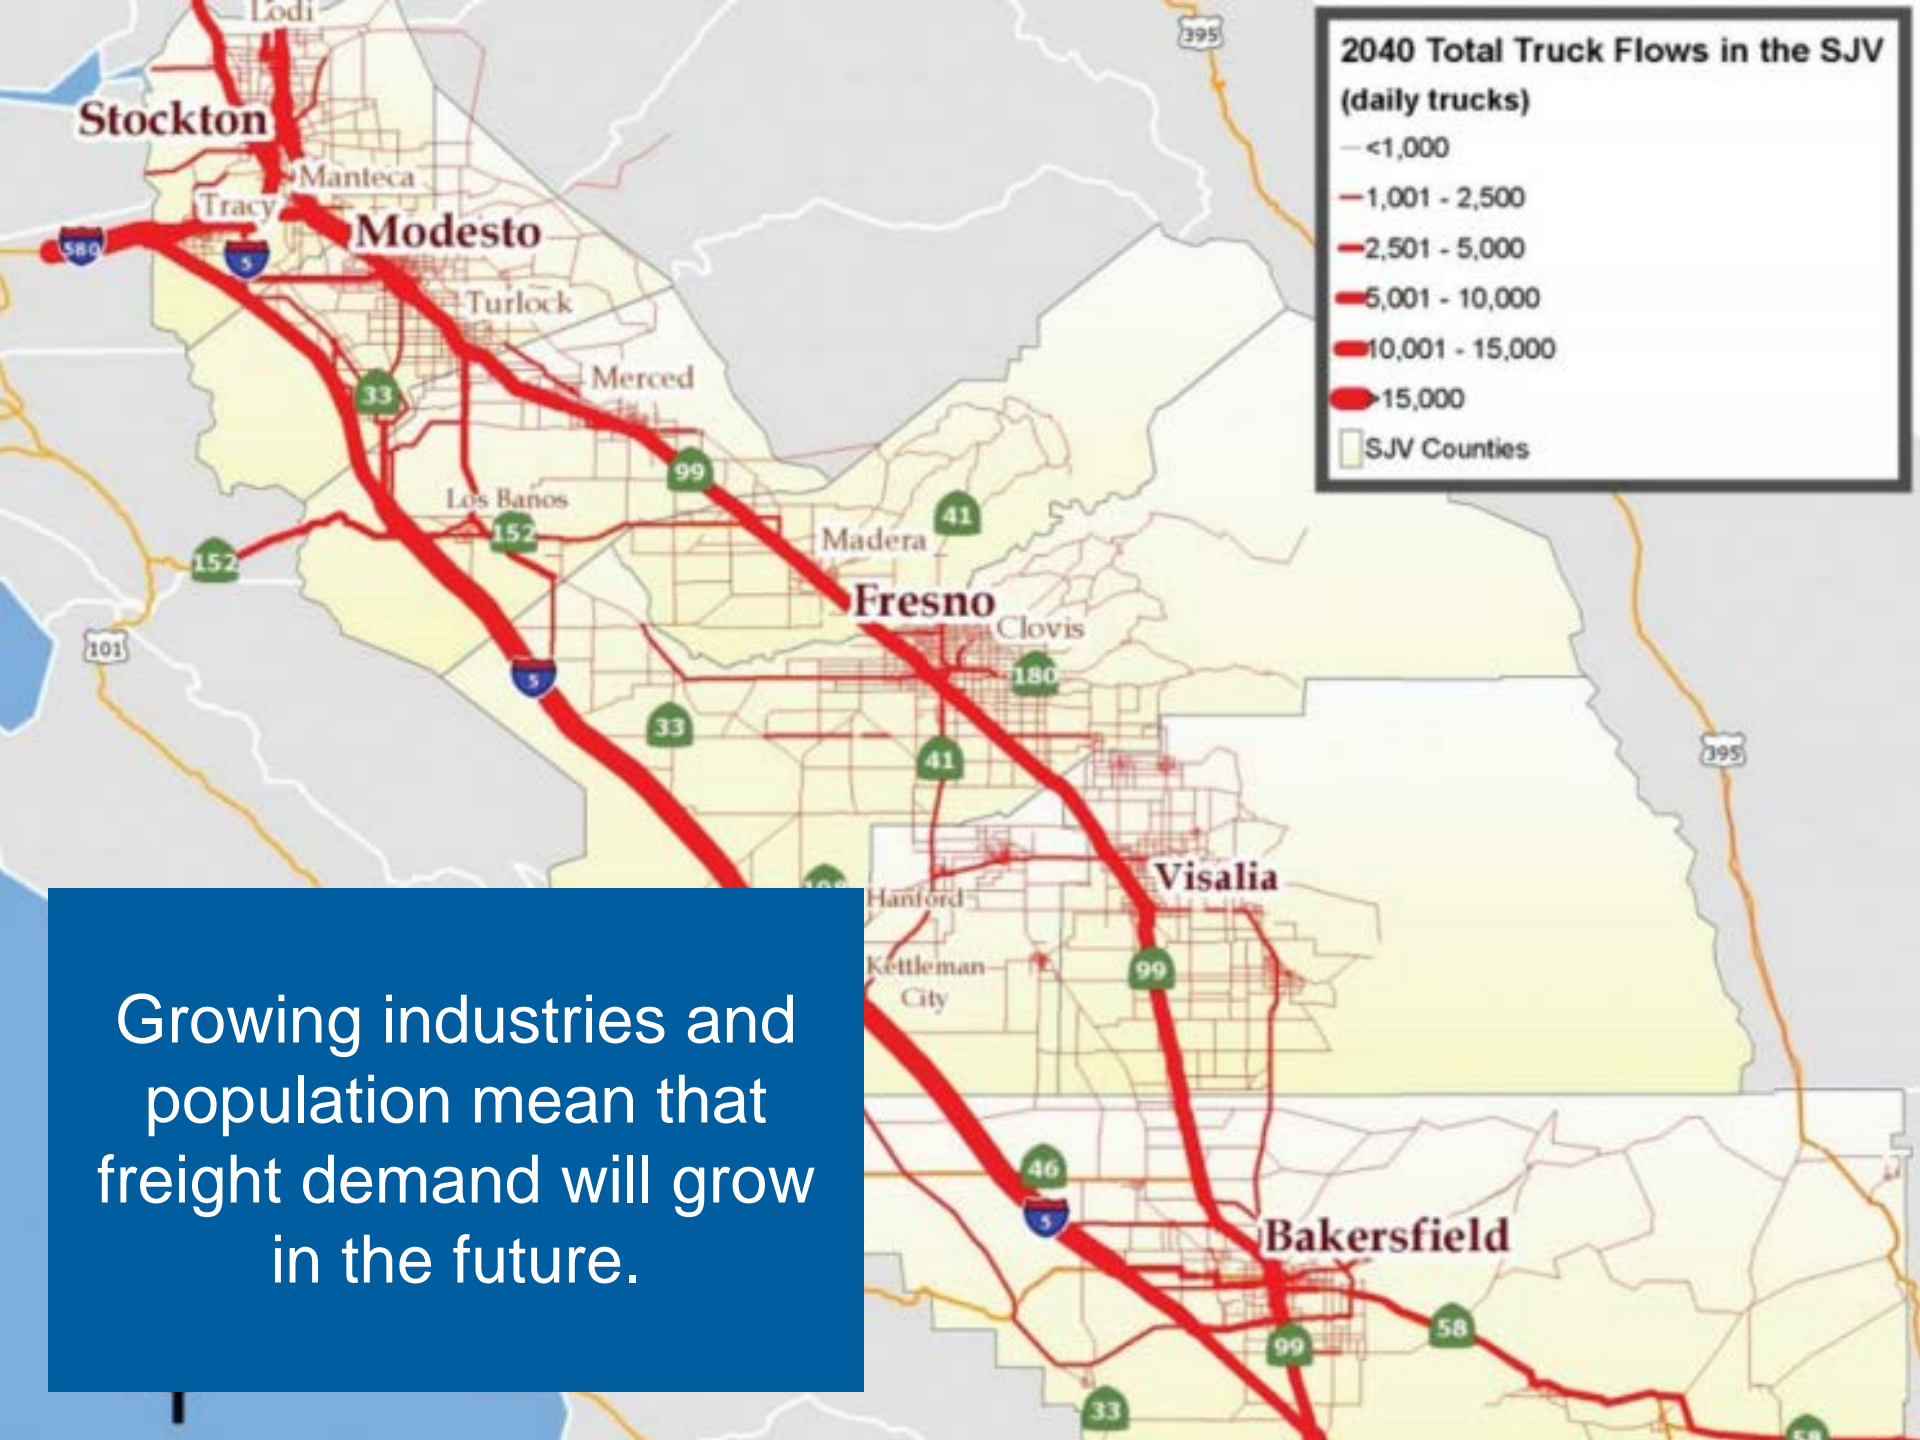 Lodi
395
2040 Total Truck Flows in the SJV
(daily trucks)
<1,000
1,001 - 2,500
2,501 - 5,000
5,001 - 10,000
10,001 - 15,000
>15,000
SJV Counties
Stockton
Manteca
Tracy
Modesto
580
5
Turlock
Merced
33
99
Los Banos
152
41
Madera
152
Fresno
Clovis
101
180
5
33
41
395
Visalia
Hanford
Kettleman
City
99
Growing industries and
population mean that
freight demand will grow
in the future.
46
5
Bakersfield
58
99
33
58